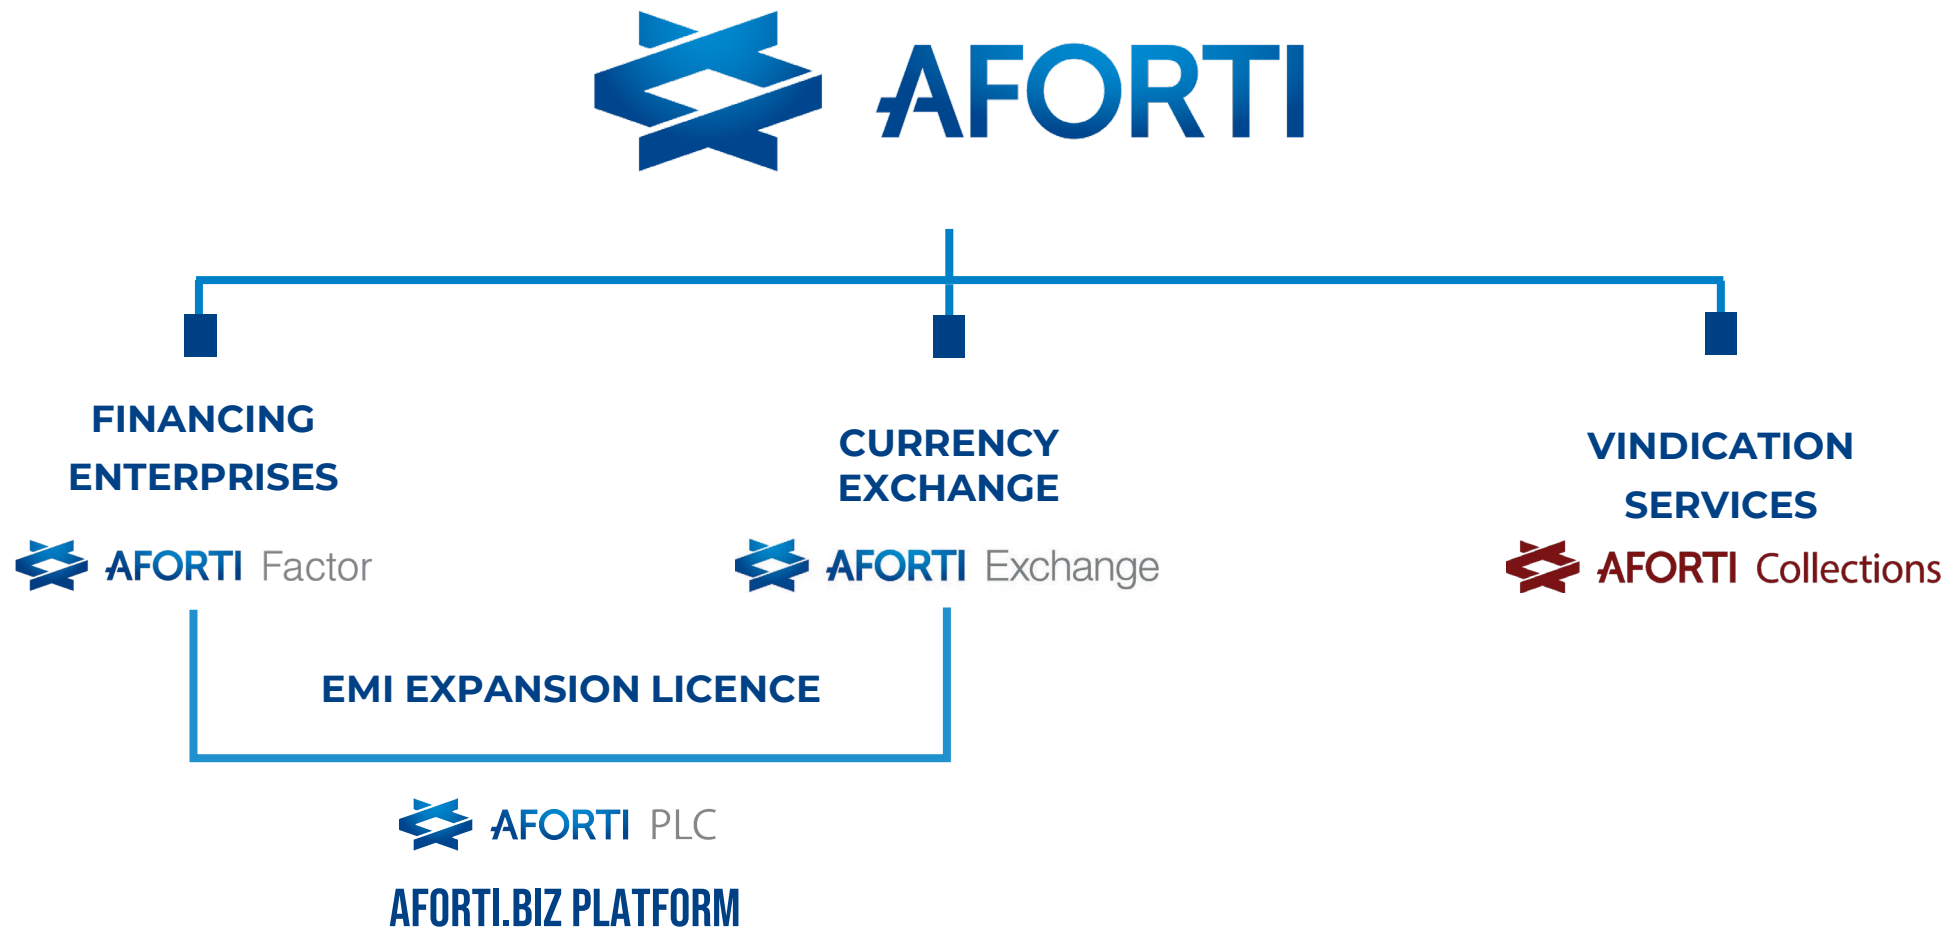 AFORTI
FINANCING
ENTERPRISES
AFORTI Factor
CURRENCY
EXCHANGE
AFORTI Exchange
VINDICATION
SERVICES
AFORTI Collections
EMI EXPANSION LICENCE
AFORTI PLC
AFORTI.BIZ PLATFORM